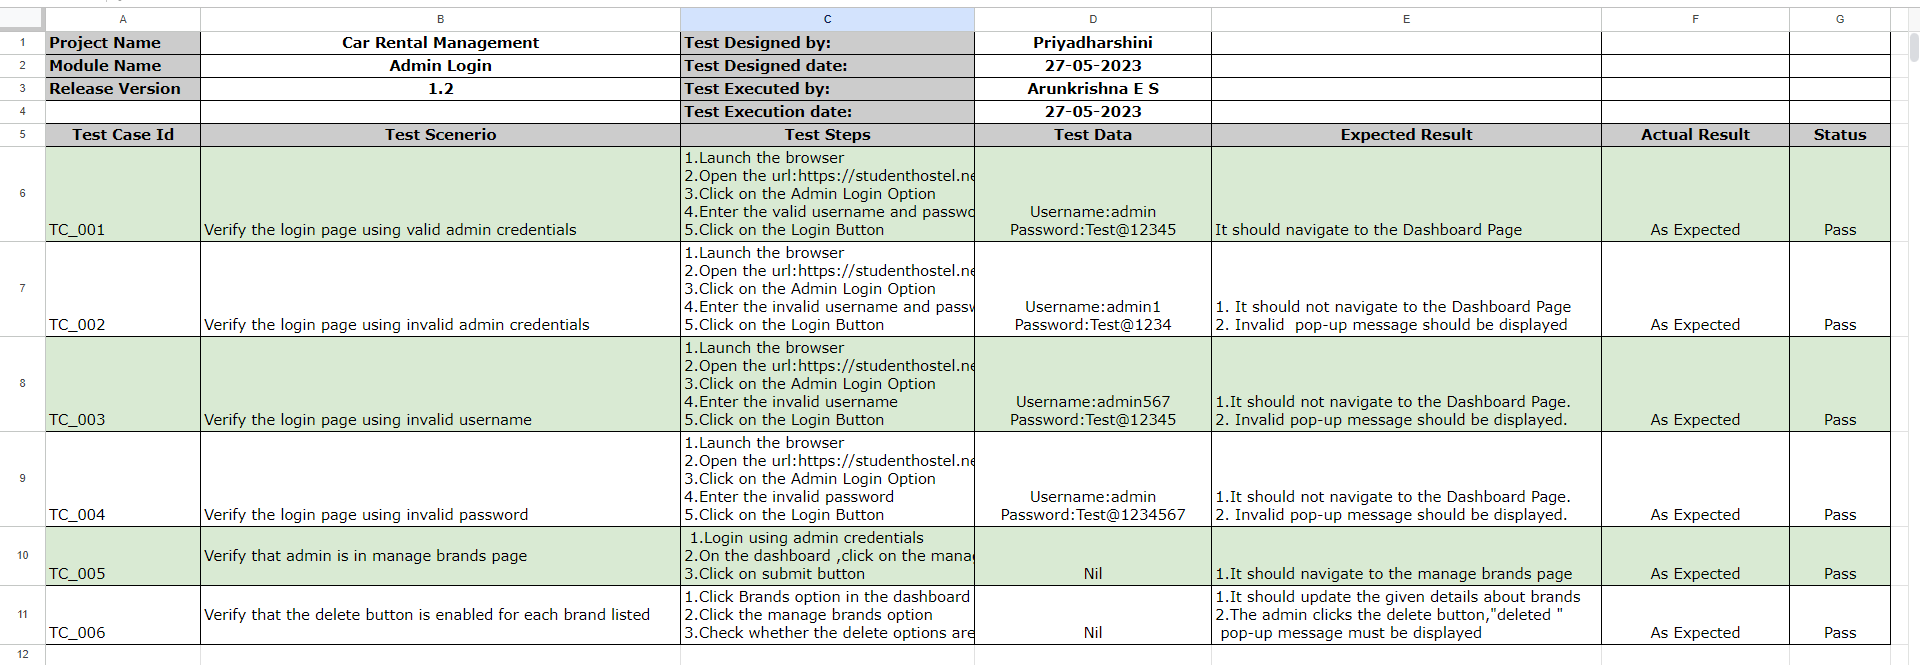 A B C D E F G
1 Project Name Car Rental Management Test Designed by: Priyadharshini
2 Module Name Admin Login Test Designed date: 27-05-2023
3 Release Version 1.2 Test Executed by: Arunkrishna E S
4 Test Execution date: 27-05-2023
5 Test Case Id Test Scenerio Test Steps Test Data Expected Result Actual Result Status
6
TC_001
Verify the login page using valid admin credentials
1.Launch the browser
2.Open the url:https://studenthostel.ne
3.Click on the Admin Login Option
4.Enter the valid username and passwo
5.Click on the Login Button
Username:admin
Password:Test@12345
It should navigate to the Dashboard Page
As Expected
Pass
7
TC_002
Verify the login page using invalid admin credentials
1.Launch the browser
2.Open the url:https://studenthostel.ne
3.Click on the Admin Login Option
4.Enter the invalid username and passw
5.Click on the Login Button
Username:admin1
Password:Test@1234
1. It should not navigate to the Dashboard Page
2. Invalid  pop-up message should be displayed
As Expected
Pass
8
TC_003
Verify the login page using invalid username
1.Launch the browser
2.Open the url:https://studenthostel.ne
3.Click on the Admin Login Option
4.Enter the invalid username
5.Click on the Login Button
Username:admin567
Password:Test@12345
1.It should not navigate to the Dashboard Page.
2. Invalid pop-up message should be displayed.
As Expected
Pass
9
TC_004
Verify the login page using invalid password
1.Launch the browser
2.Open the url:https://studenthostel.ne
3.Click on the Admin Login Option
4.Enter the invalid password
5.Click on the Login Button
Username:admin
Password:Test@1234567
1.It should not navigate to the Dashboard Page.
2. Invalid pop-up message should be displayed.
As Expected
Pass
10
TC_005
Verify that admin is in manage brands page
1.Login using admin credentials
2.On the dashboard ,click on the mana
3.Click on submit button
Nil
1.It should navigate to the manage brands page
As Expected
Pass
11
TC_006
Verify that the delete button is enabled for each brand listed
1.Click Brands option in the dashboard
2.Click the manage brands option
3.Check whether the delete options are
Nil
1.It should update the given details about brands
2.The admin clicks the delete button,"deleted "
pop-up message must be displayed
As Expected
Pass
12